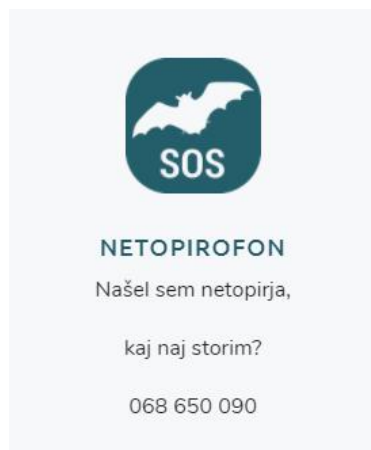 SOS
NETOPIROFON
Našel sem netopirja,
kaj naj storim?
068 650 090